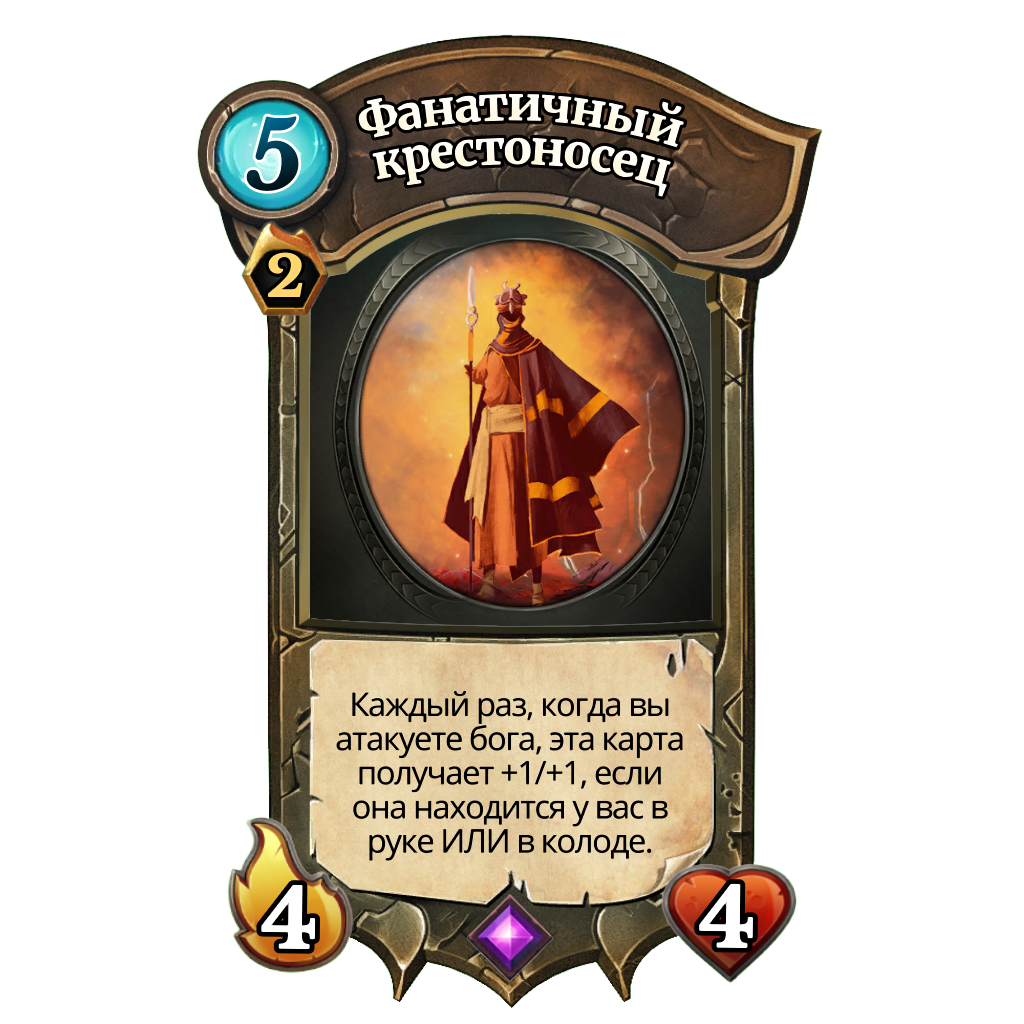 5
Фанатичный
крестоносец
2
Каждый раз, когда вы
атакуете бога, эта карта
получает +1/+1, если
она находится у вас в
руке ИЛИ в колоде.
4
4